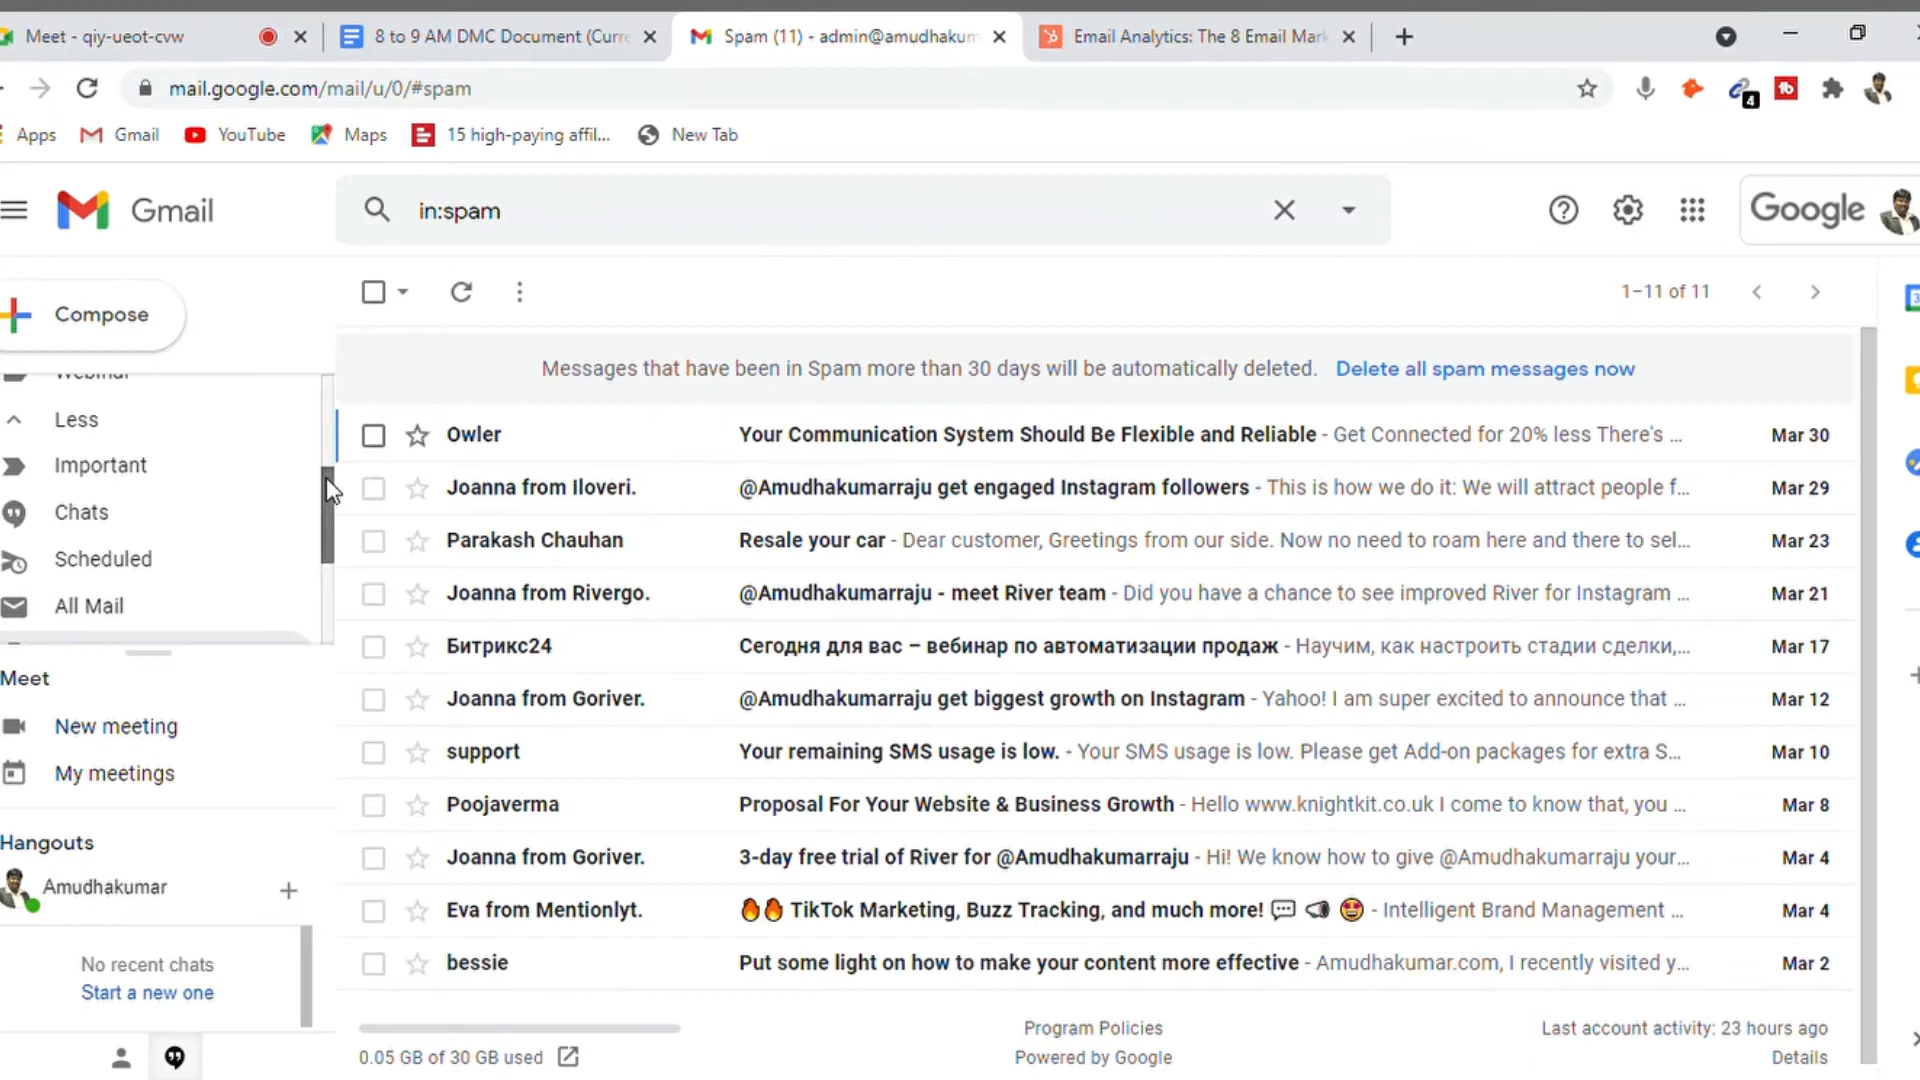 Meet - qiy-ueot-cvw
8 to 9 AM DMC Document (Curre
Spam (11) - admin@amudhakum
Email Analytics: The 8 Email Mark
mail.google.com/mail/u/0/#spam
4
Apps
Gmail
YouTube
Maps
15 high-paying affil...
New Tab
Gmail
in:spam
Google
Compose
1–11 of 11
Messages that have been in Spam more than 30 days will be automatically deleted. Delete all spam messages now
Webinar
Less
Important
Chats
Scheduled
All Mail
Owler Your Communication System Should Be Flexible and Reliable - Get Connected for 20% less There's ... Mar 30
Joanna from Iloveri. @Amudhakumarraju get engaged Instagram followers - This is how we do it: We will attract people f... Mar 29
Parakash Chauhan Resale your car - Dear customer, Greetings from our side. Now no need to roam here and there to sel... Mar 23
Joanna from Rivergo. @Amudhakumarraju - meet River team - Did you have a chance to see improved River for Instagram ... Mar 21
Битрикс24 Сегодня для вас – вебинар по автоматизации продаж - Научим, как настроить стадии сделки,... Mar 17
Joanna from Goriver. @Amudhakumarraju get biggest growth on Instagram - Yahoo! I am super excited to announce that ... Mar 12
support Your remaining SMS usage is low. - Your SMS usage is low. Please get Add-on packages for extra S... Mar 10
Poojaverma Proposal For Your Website & Business Growth - Hello www.knightkit.co.uk I come to know that, you ... Mar 8
Joanna from Goriver. 3-day free trial of River for @Amudhakumarraju - Hi! We know how to give @Amudhakumarraju your... Mar 4
Eva from Mentionlyt. 🔥🔥 TikTok Marketing, Buzz Tracking, and much more! 💬 📣 🤩 - Intelligent Brand Management ... Mar 4
bessie Put some light on how to make your content more effective - Amudhakumar.com, I recently visited y... Mar 2
Meet
New meeting
My meetings
Hangouts
Amudhakumar
No recent chats
Start a new one
0.05 GB of 30 GB used
Program Policies
Powered by Google
Last account activity: 23 hours ago
Details